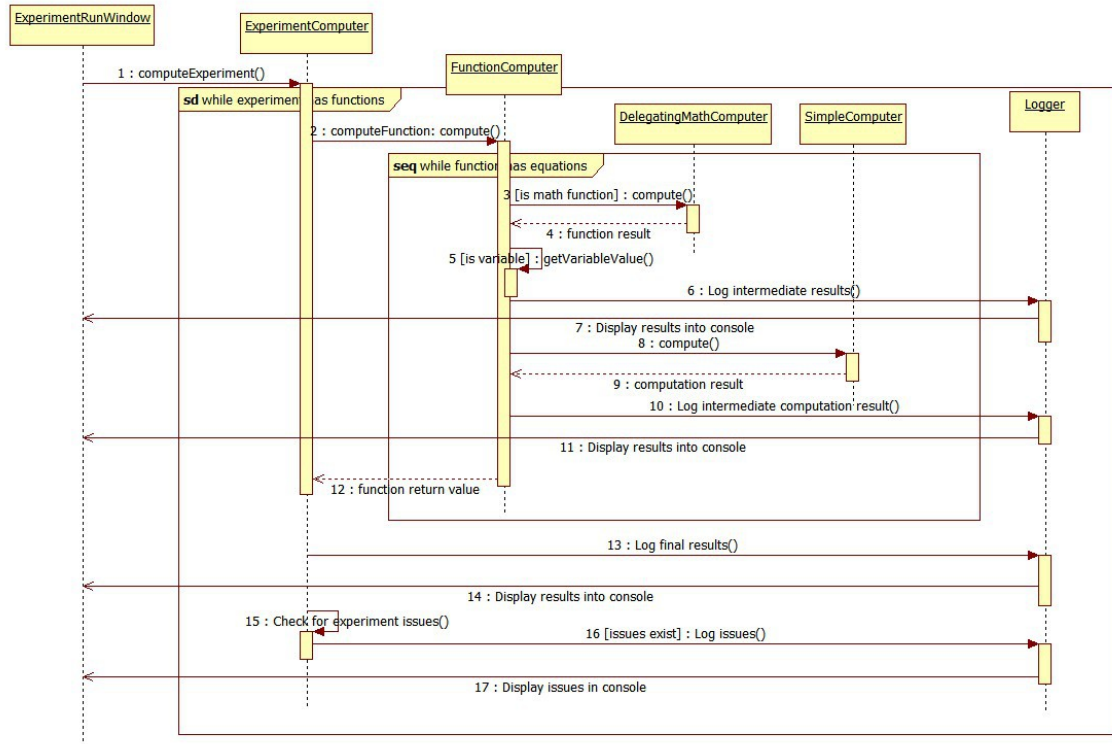 ExperimentRunWindow
ExperimentComputer
FunctionComputer
1 : computeExperiment()
sd while experiment has functions
Logger
DelegatingMathComputer
SimpleComputer
2 : computeFunction: compute()
seq while function has equations
3 [is math function] : compute()
4 : function result
5 [is variable] : getVariableValue()
6 : Log intermediate results()
7 : Display results into console
8 : compute()
9 : computation result
10 : Log intermediate computation result()
11 : Display results into console
12 : function return value
13 : Log final results()
14 : Display results into console
15 : Check for experiment issues()
16 [issues exist] : Log issues()
17 : Display issues in console